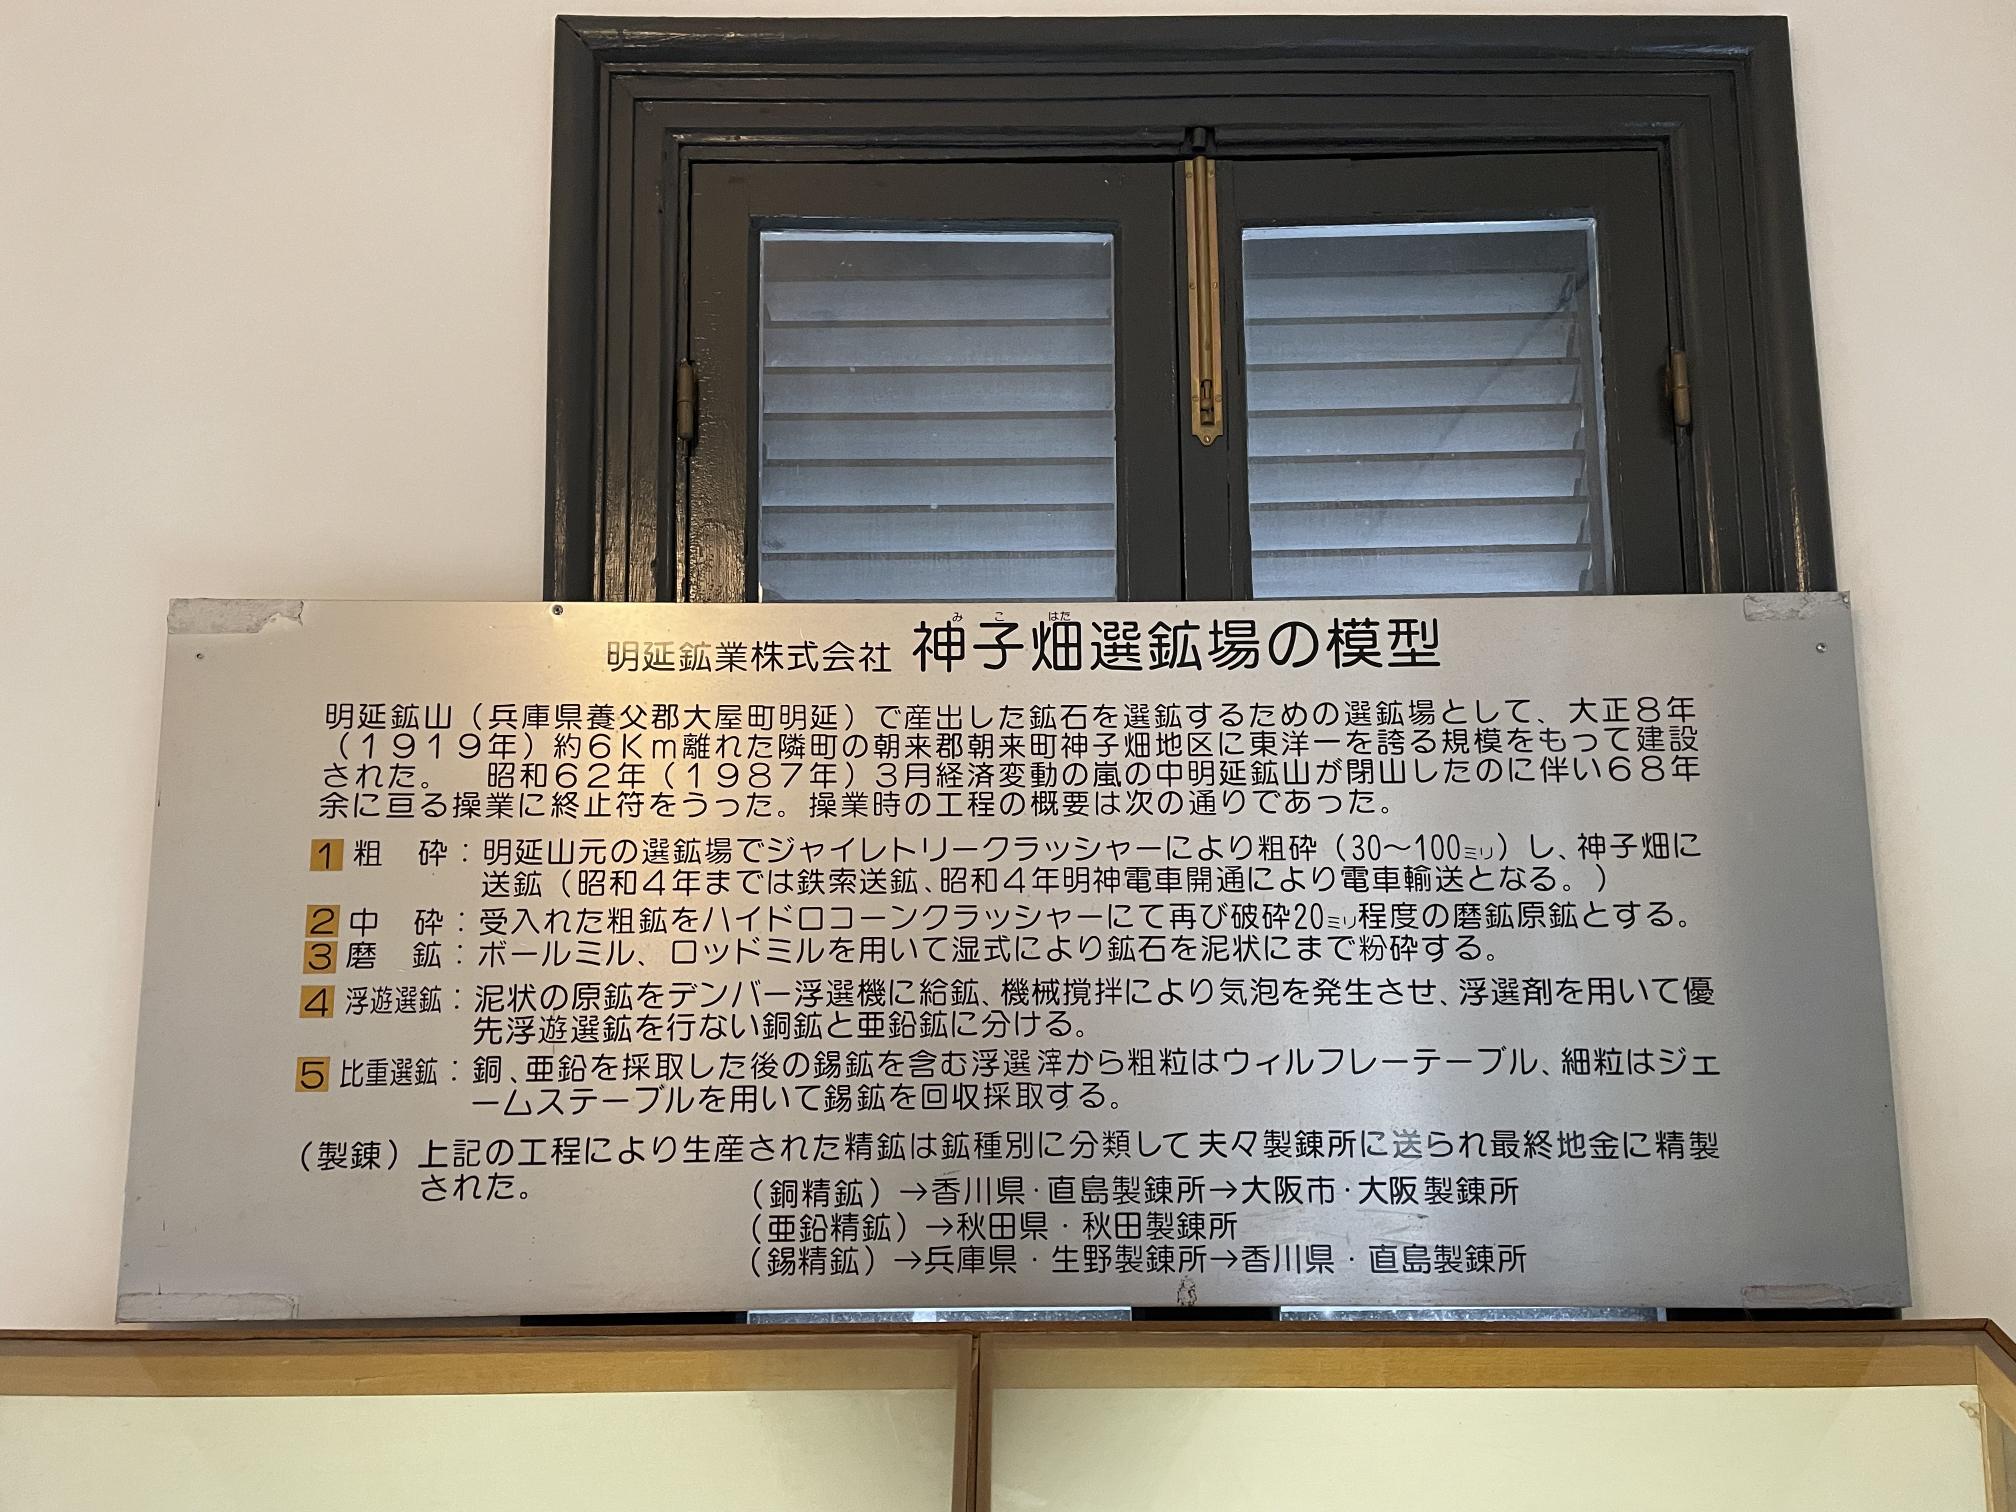 明延鉱業株式会社 神子畑選鉱場の模型
みこはた
明延鉱山（兵庫県養父郡大屋町明延）で産出した鉱石を選鉱するための選鉱場として、大正８年
（１９１９年）約６Ｋｍ離れた隣町の朝来郡朝来町神子畑地区に東洋一を誇る規模をもって建設
された。　昭和６２年（１９８７年）３月経済変動の嵐の中明延鉱山が閉山したのに伴い６８年
余に亘る操業に終止符をうった。操業時の工程の概要は次の通りであった。
1 粗　砕：明延山元の選鉱場でジャイレトリークラッシャーにより粗砕（30〜100ミリ）し、神子畑に
送鉱（昭和４年までは鉄索送鉱、昭和４年明神電車開通により電車輸送となる。）
2 中　砕：受入れた粗鉱をハイドロコーンクラッシャーにて再び破砕20ミリ程度の磨鉱原鉱とする。
3 磨　鉱：ボールミル、ロッドミルを用いて湿式により鉱石を泥状にまで粉砕する。
4 浮遊選鉱：泥状の原鉱をデンバー浮選機に給鉱、機械撹拌により気泡を発生させ、浮選剤を用いて優
先浮遊選鉱を行ない銅鉱と亜鉛鉱に分ける。
5 比重選鉱：銅、亜鉛を採取した後の錫鉱を含む浮選滓から粗粒はウィルフレーテーブル、細粒はジェ
ームステーブルを用いて錫鉱を回収採取する。
（製錬）上記の工程により生産された精鉱は鉱種別に分類して夫々製錬所に送られ最終地金に精製
された。
（銅精鉱）→香川県・直島製錬所→大阪市・大阪製錬所
（亜鉛精鉱）→秋田県・秋田製錬所
（錫精鉱）→兵庫県・生野製錬所→香川県・直島製錬所